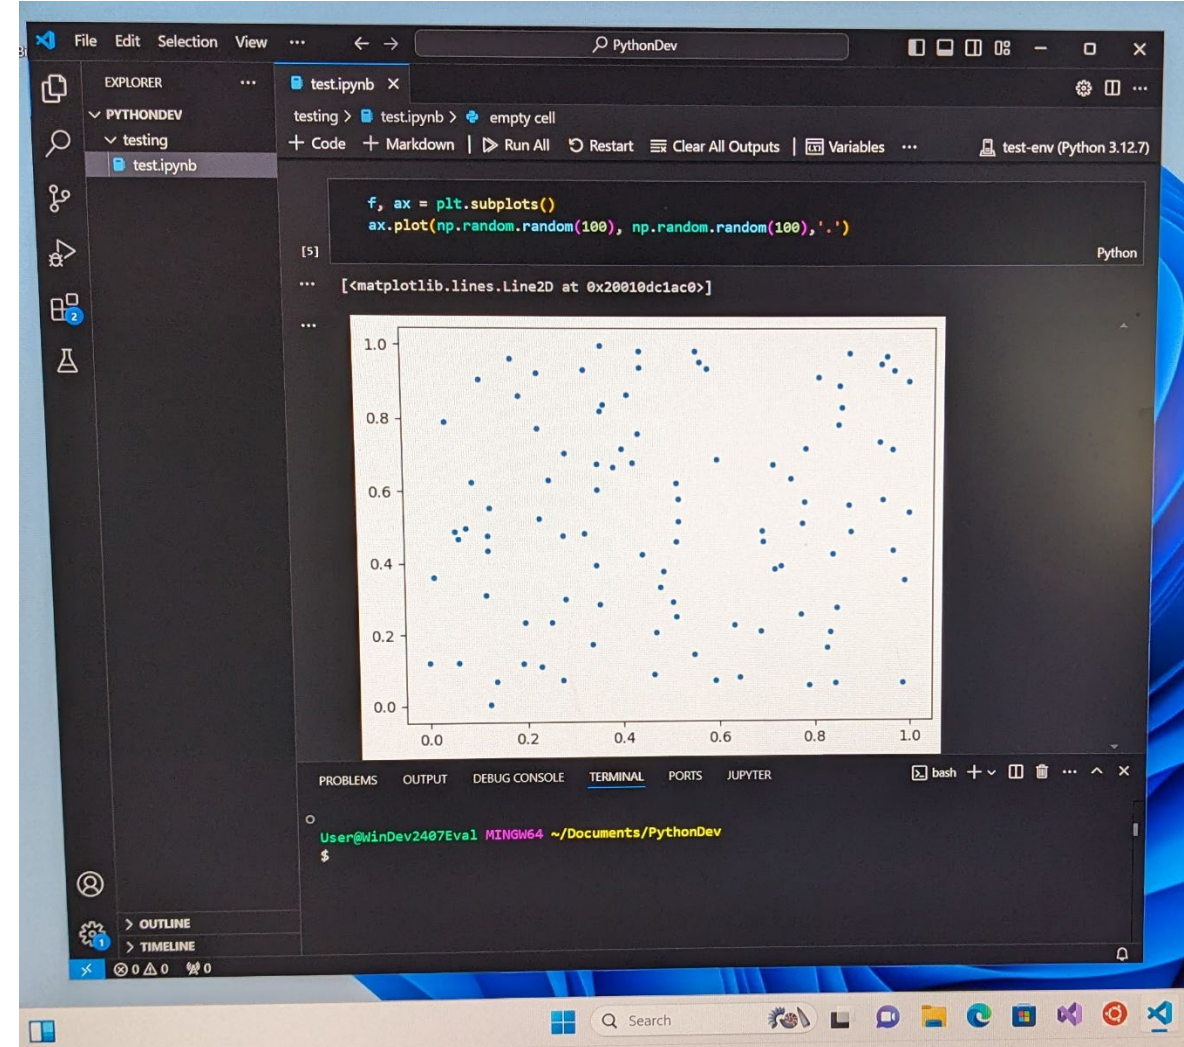 File Edit Selection View ... PythonDev
EXPLORER ...
PYTHONDEV
testing
test.ipynb
test.ipynb
testing > test.ipynb > empty cell
+ Code + Markdown | Run All Restart Clear All Outputs | Variables ... test-env (Python 3.12.7)
f, ax = plt.subplots()
ax.plot(np.random.random(100), np.random.random(100),'.')
[5] Python
[<matplotlib.lines.Line2D at 0x20010dc1ac0>]
1.0
0.8
0.6
0.4
0.2
0.0
0.0 0.2 0.4 0.6 0.8 1.0
2
PROBLEMS OUTPUT DEBUG CONSOLE TERMINAL PORTS JUPYTER bash
User@WinDev2407Eval MINGW64 ~/Documents/PythonDev
$
OUTLINE
1
TIMELINE
0 0 0
Search